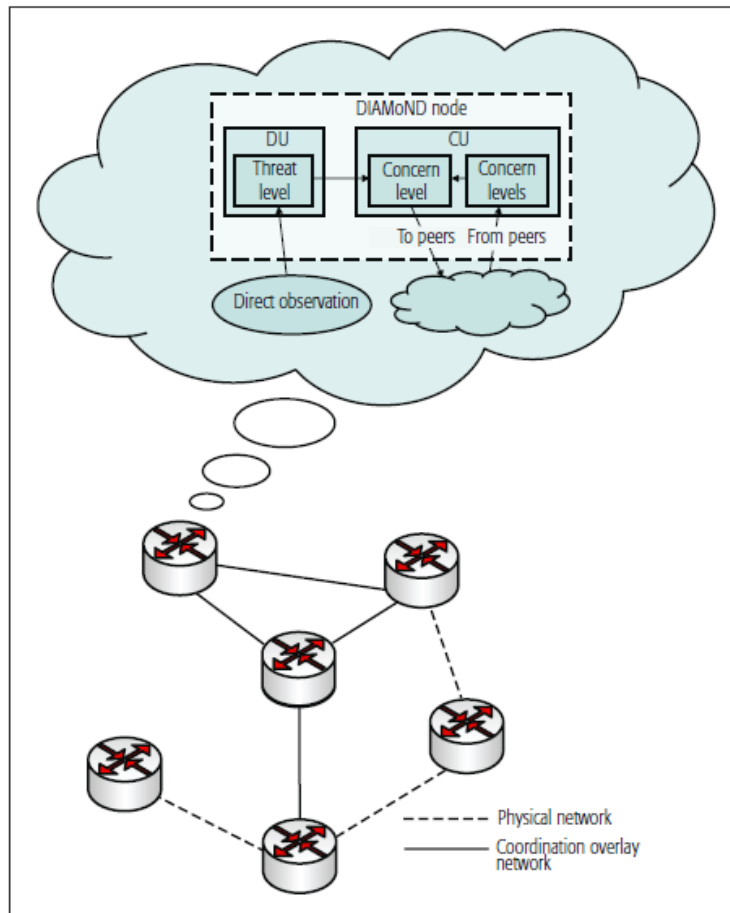 DIAMoND node
DU
CU
Threat
level
Concern
level
Concern
levels
To peers
From peers
Direct observation
Physical network
Coordination overlay
network